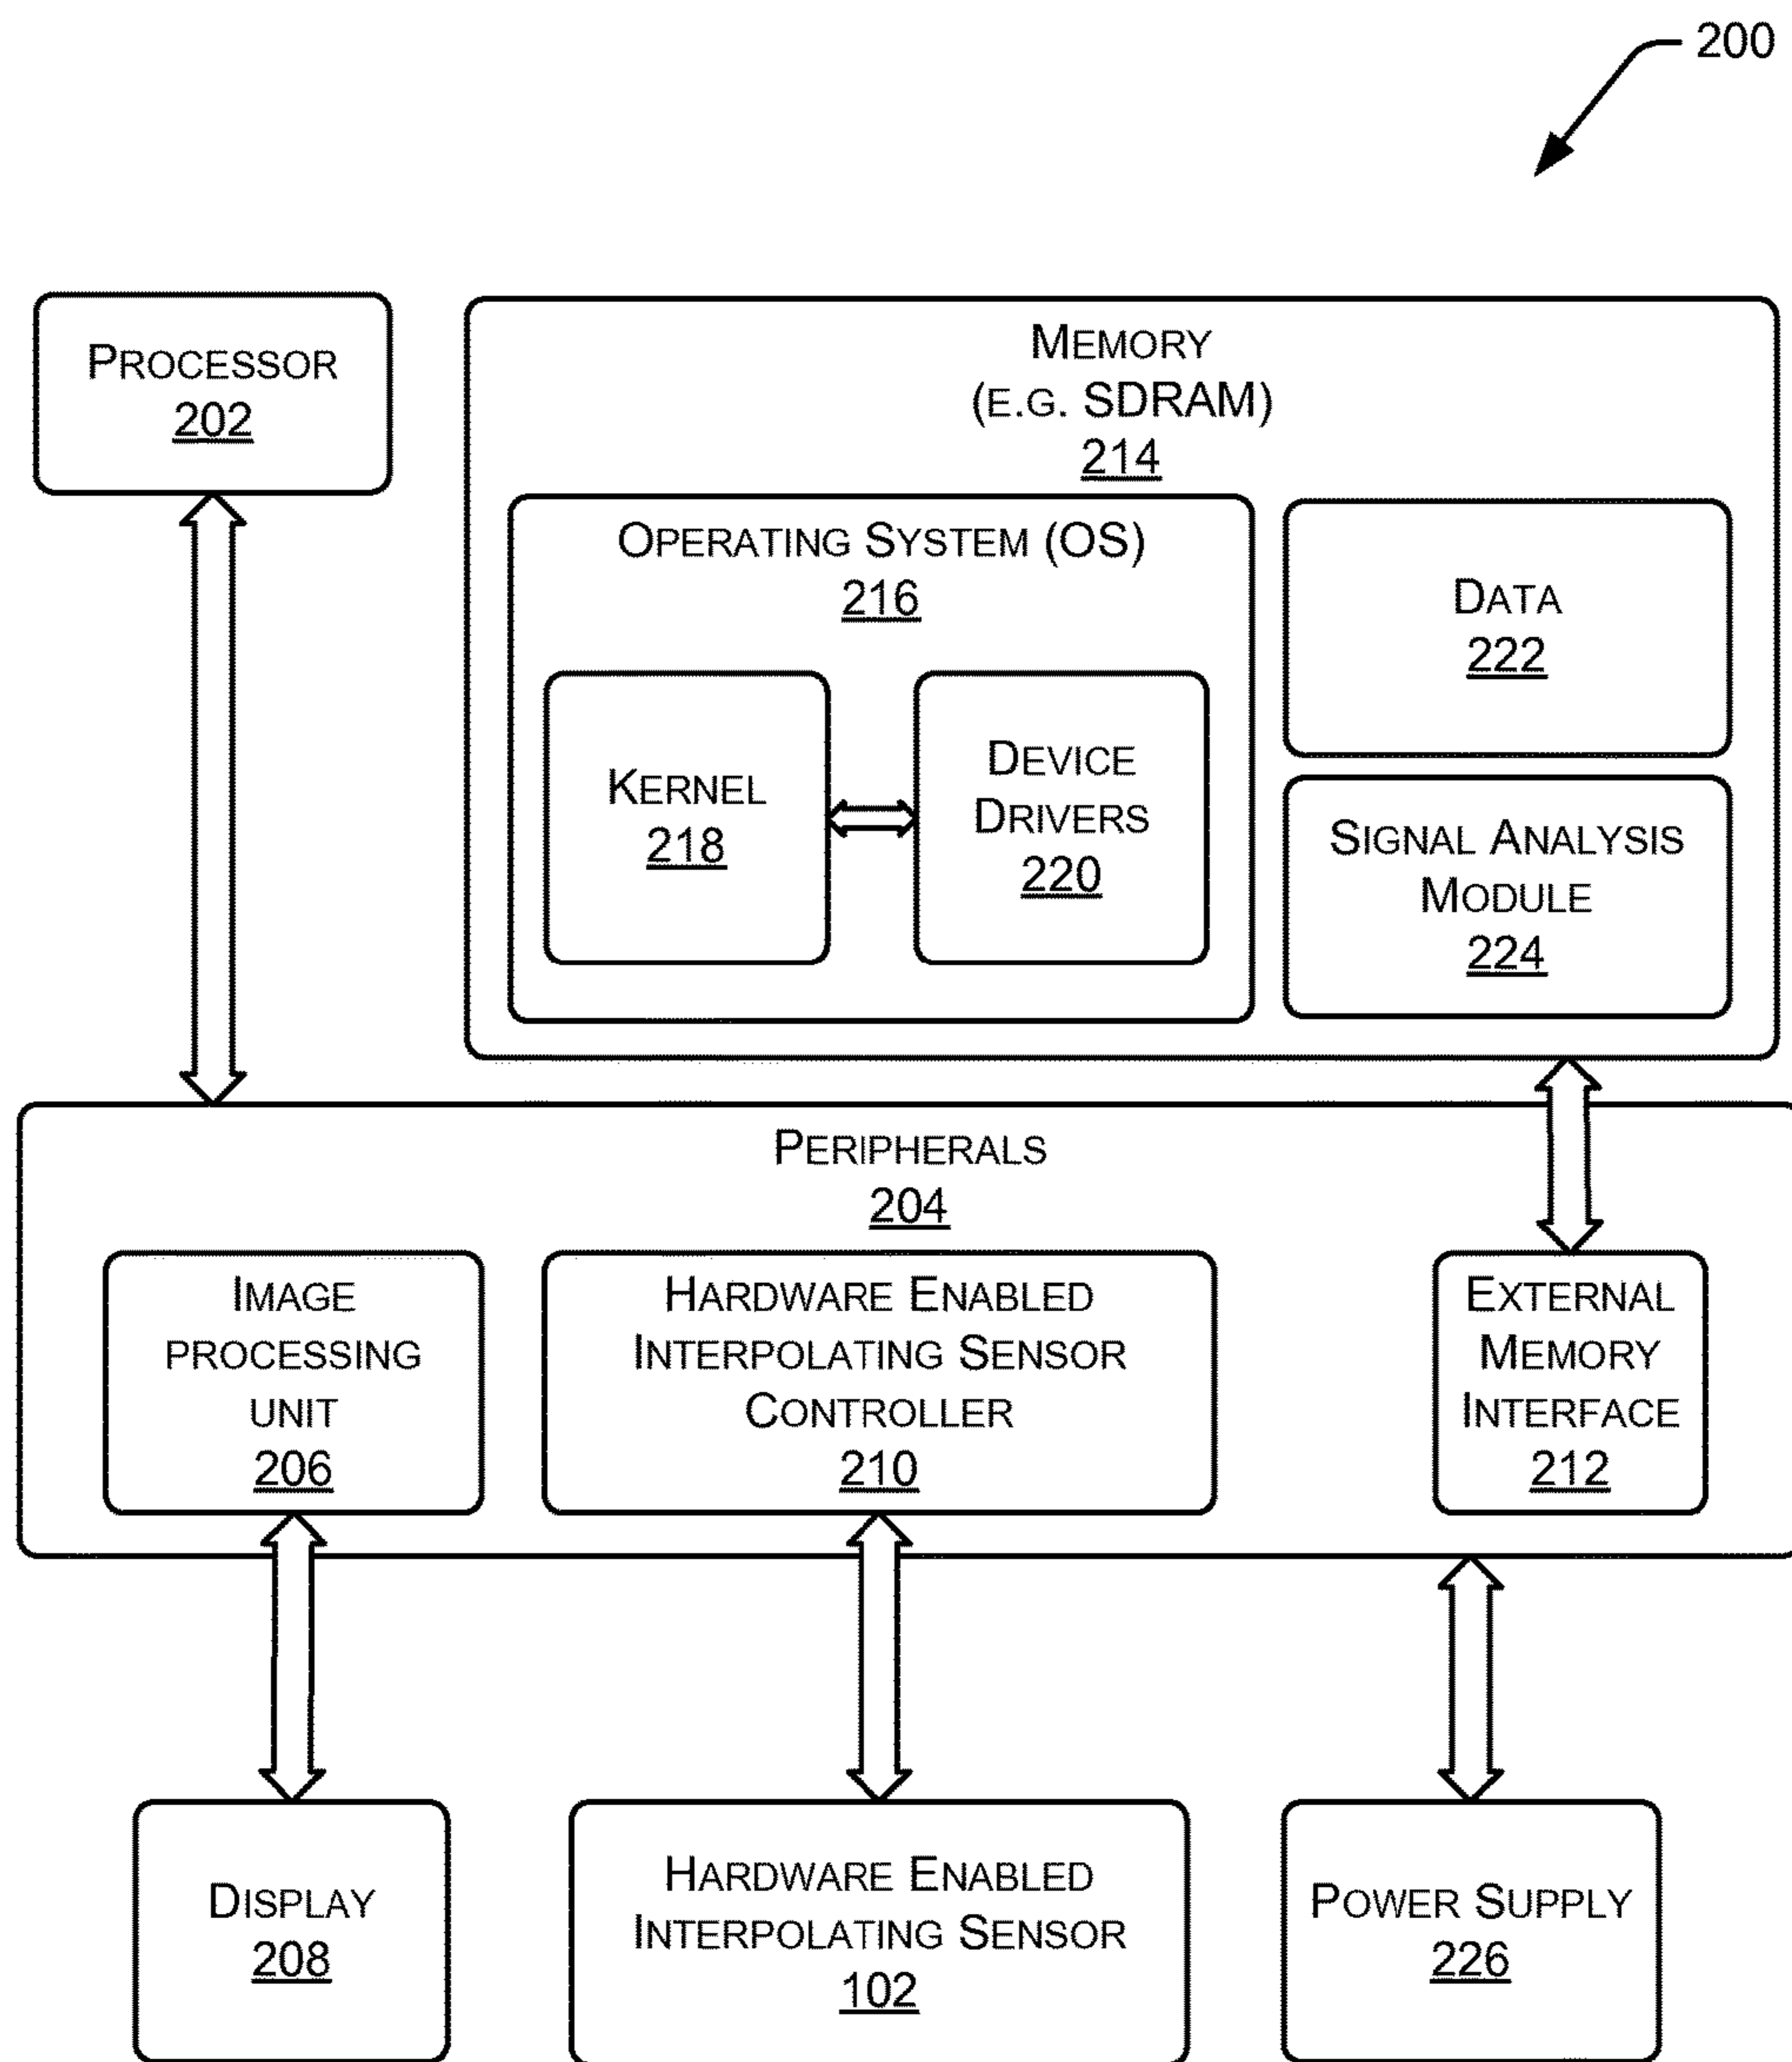 200
PROCESSOR
202
MEMORY
(E.G. SDRAM)
214
OPERATING SYSTEM (OS)
216
KERNEL
218
DEVICE
DRIVERS
220
DATA
222
SIGNAL ANALYSIS
MODULE
224
PERIPHERALS
204
IMAGE
PROCESSING
UNIT
206
HARDWARE ENABLED
INTERPOLATING SENSOR
CONTROLLER
210
EXTERNAL
MEMORY
INTERFACE
212
DISPLAY
208
HARDWARE ENABLED
INTERPOLATING SENSOR
102
POWER SUPPLY
226